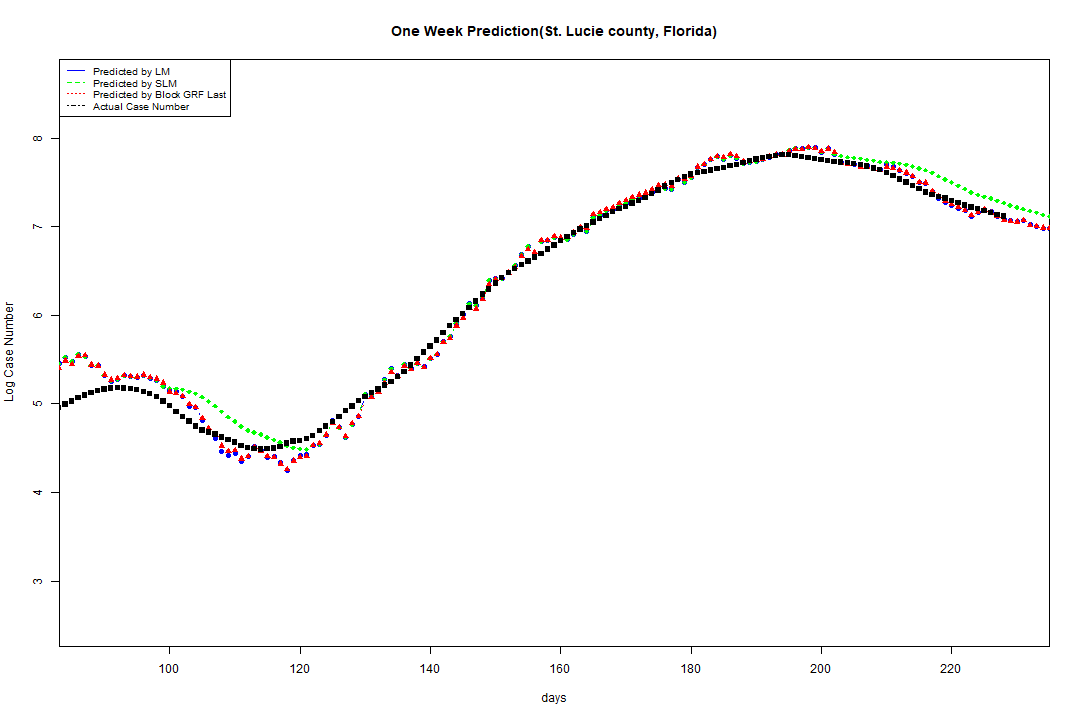 One Week Prediction(St. Lucie county, Florida)
Predicted by LM
Predicted by SLM
Predicted by Block GRF Last
Actual Case Number
8
7
6
5
4
3
Log Case Number
100 120 140 160 180 200 220
days